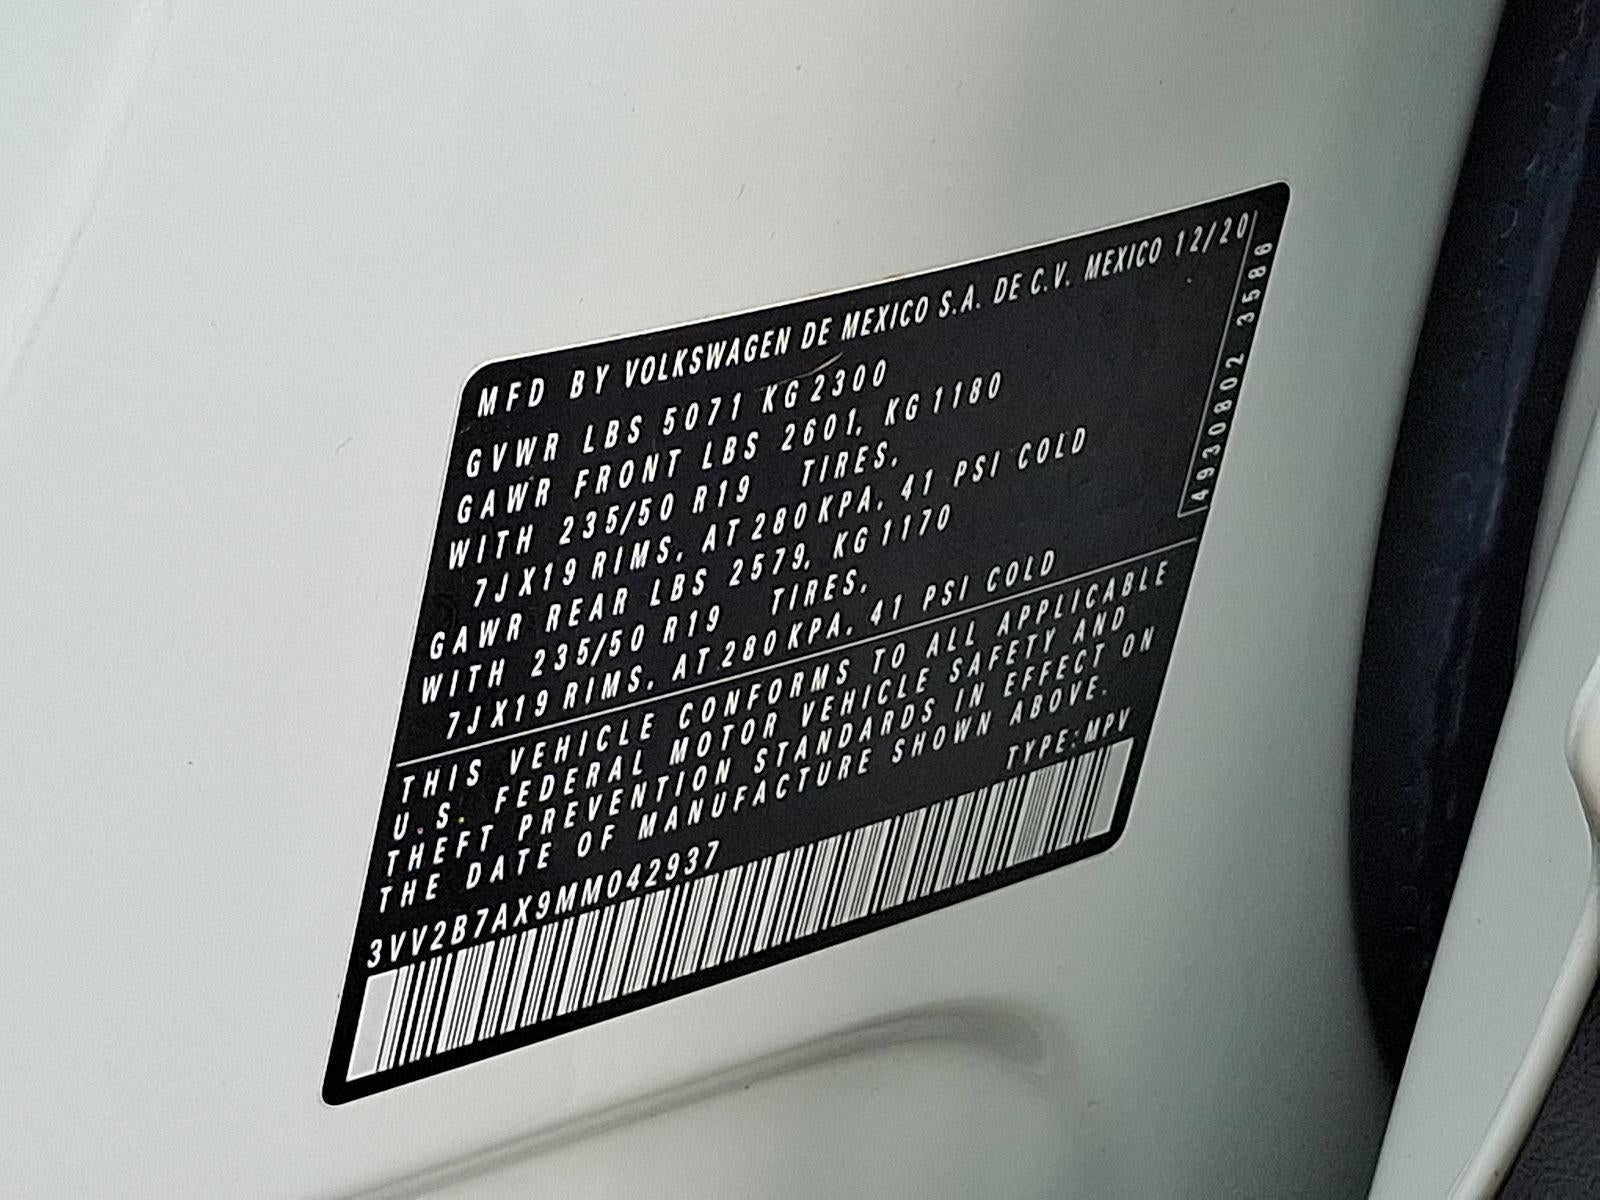 MFD BY VOLKSWAGEN DE MEXICO S.A. DE C.V. MEXICO 12/20
GVWR LBS 5071 KG 2300
GAWR FRONT LBS 2601, KG 1180
WITH 235/50 R19 TIRES,
7JX19 RIMS, AT 280 KPA, 41 PSI COLD
GAWR REAR LBS 2579, KG 1170
WITH 235/50 R19 TIRES,
7JX19 RIMS, AT 280 KPA, 41 PSI COLD
THIS VEHICLE CONFORMS TO ALL APPLICABLE
U.S. FEDERAL MOTOR VEHICLE SAFETY AND
THEFT PREVENTION STANDARDS IN EFFECT ON
THE DATE OF MANUFACTURE SHOWN ABOVE.
TYPE: MPV
3VV2B7AX9MM042937
4930802 3586